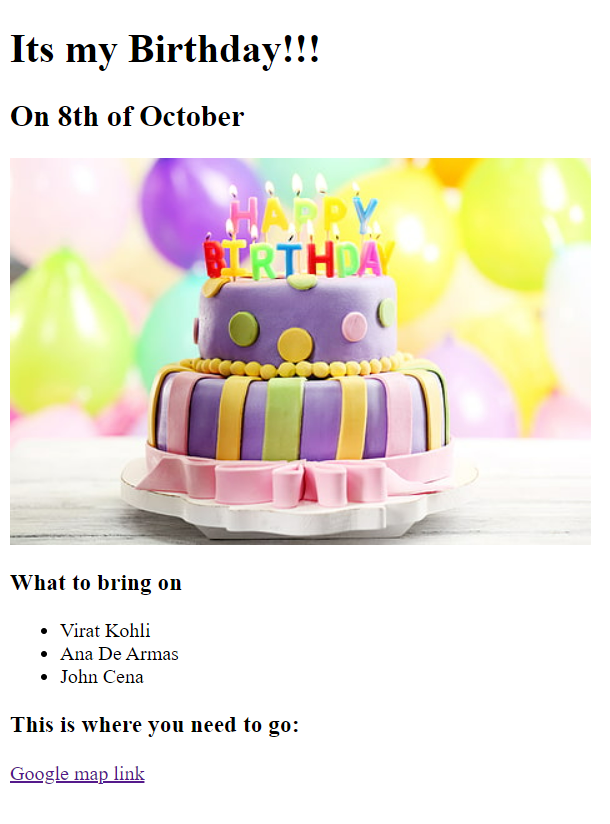 Its my Birthday!!!
On 8th of October
HAPPY
BIRTHDAY
What to bring on
Virat Kohli
Ana De Armas
John Cena
This is where you need to go:
Google map link